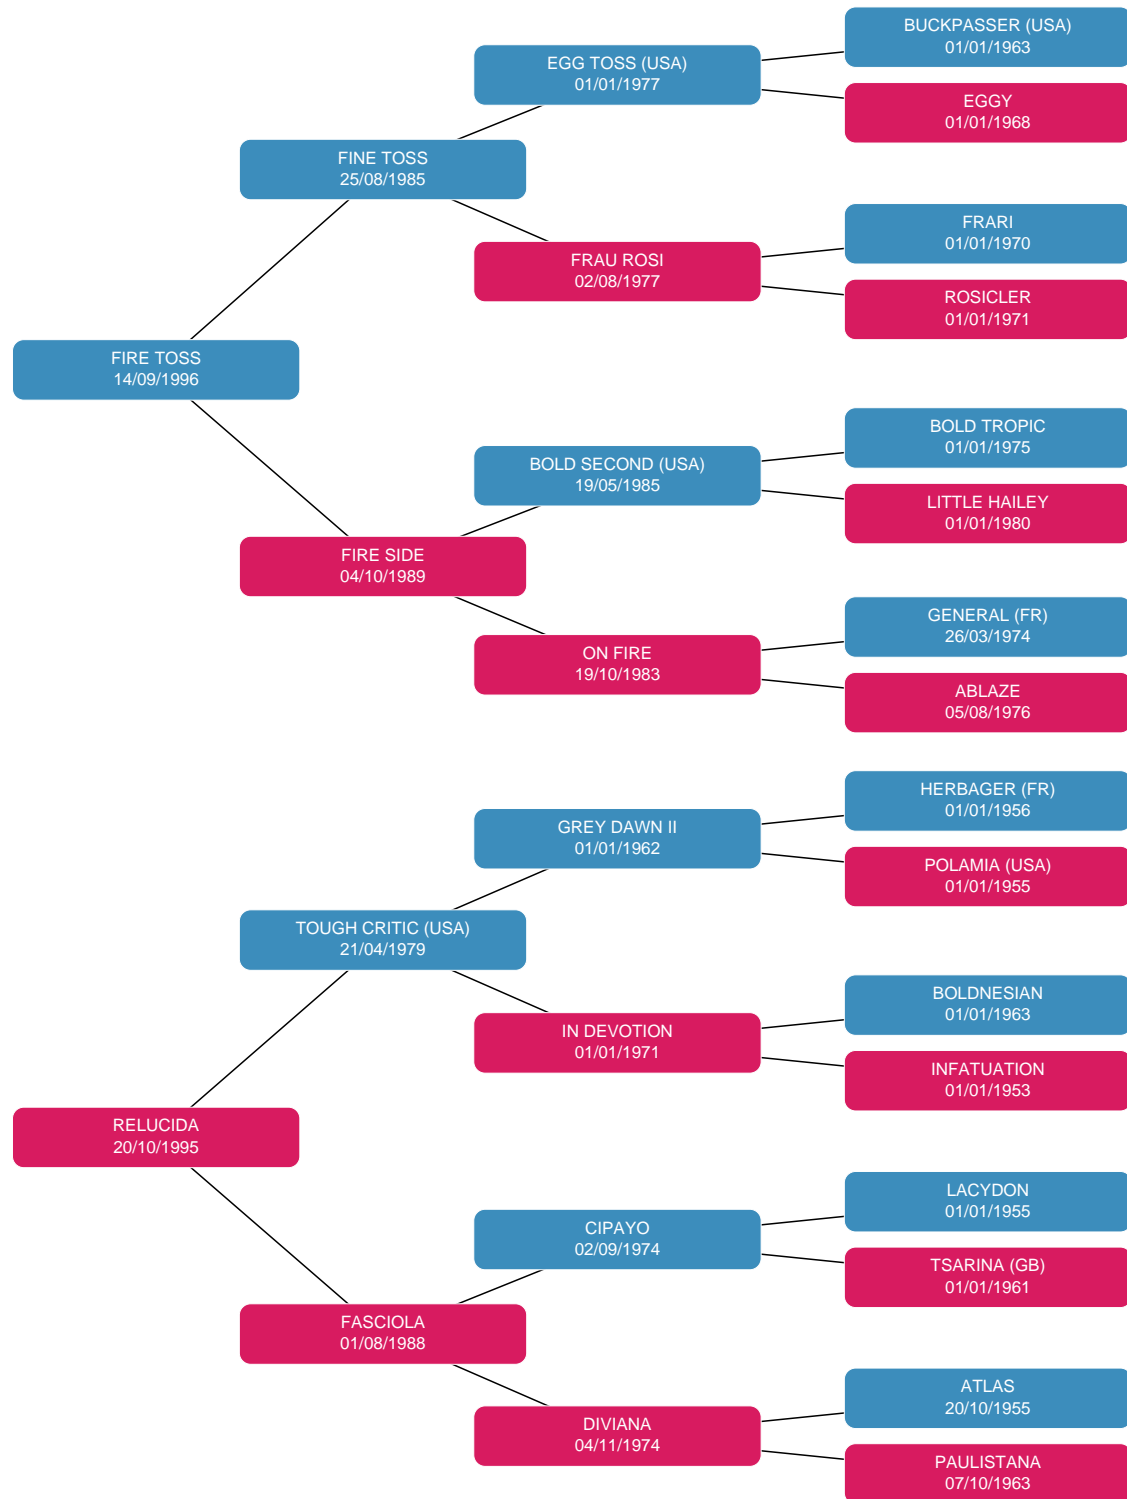 BUCKPASSER (USA)
01/01/1963
EGG TOSS (USA)
01/01/1977
EGGY
01/01/1968
FINE TOSS
25/08/1985
FRARI
01/01/1970
FRAU ROSI
02/08/1977
ROSICLER
01/01/1971
FIRE TOSS
14/09/1996
BOLD TROPIC
01/01/1975
BOLD SECOND (USA)
19/05/1985
LITTLE HAILEY
01/01/1980
FIRE SIDE
04/10/1989
GENERAL (FR)
26/03/1974
ON FIRE
19/10/1983
ABLAZE
05/08/1976
HERBAGER (FR)
01/01/1956
GREY DAWN II
01/01/1962
POLAMIA (USA)
01/01/1955
TOUGH CRITIC (USA)
21/04/1979
BOLDNESIAN
01/01/1963
IN DEVOTION
01/01/1971
INFATUATION
01/01/1953
RELUCIDA
20/10/1995
LACYDON
01/01/1955
CIPAYO
02/09/1974
TSARINA (GB)
01/01/1961
FASCIOLA
01/08/1988
ATLAS
20/10/1955
DIVIANA
04/11/1974
PAULISTANA
07/10/1963